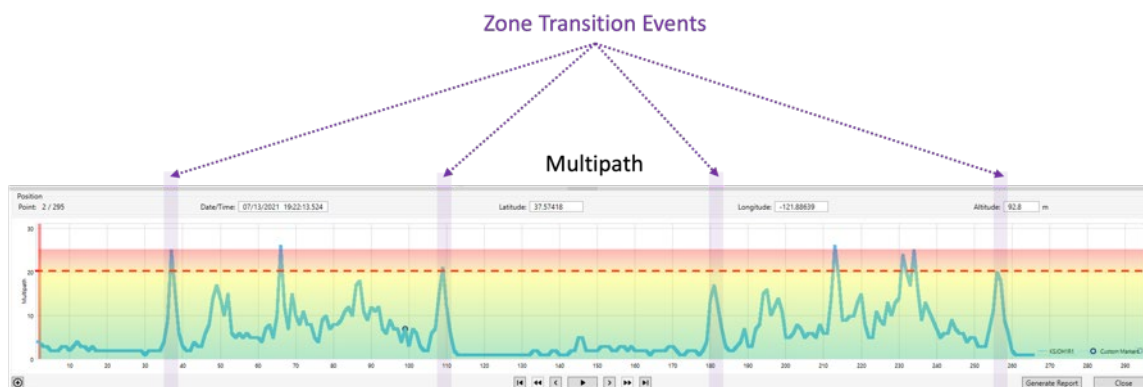 Zone Transition Events
Multipath
Position
Point: 2 / 295 Date/Time: 07/13/2021 19:22:13.524 Latitude: 37.57418 Longitude: -121.88639 Altitude: 92.8 m
30
20
10
0
Multipath
10 20 30 40 50 60 70 80 90 100 110 120 130 140 150 160 170 180 190 200 210 220 230 240 250 260 270 280 290
Custom Marker
Generate Report Close